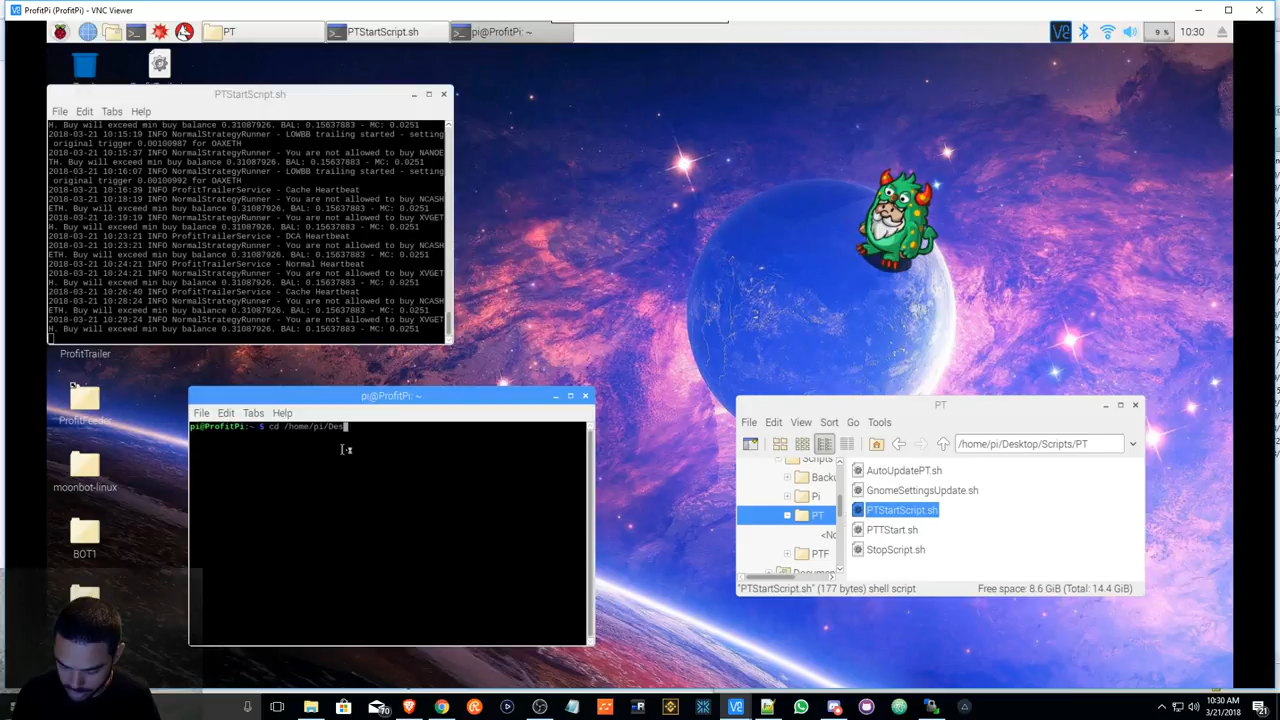 ProfitPi (ProfitPi) - VNC Viewer
PT
PTStartScript.sh
pi@ProfitPi: ~
9 %
10:30
PTStartScript.sh
File Edit Tabs Help
H. Buy will exceed min buy balance 0.31087926. BAL: 0.15637883 - MC: 0.0251
2018-03-21 10:15:19 INFO NormalStrategyRunner - LOWBB trailing started - setting
original trigger 0.00100987 for OAXETH
2018-03-21 10:15:37 INFO NormalStrategyRunner - You are not allowed to buy NANOE
TH. Buy will exceed min buy balance 0.31087926. BAL: 0.15637883 - MC: 0.0251
2018-03-21 10:16:07 INFO NormalStrategyRunner - LOWBB trailing started - setting
original trigger 0.00100992 for OAXETH
2018-03-21 10:16:39 INFO ProfitTrailerService - Cache Heartbeat
2018-03-21 10:18:19 INFO NormalStrategyRunner - You are not allowed to buy NCASH
ETH. Buy will exceed min buy balance 0.31087926. BAL: 0.15637883 - MC: 0.0251
2018-03-21 10:19:19 INFO NormalStrategyRunner - You are not allowed to buy XVGET
H. Buy will exceed min buy balance 0.31087926. BAL: 0.15637883 - MC: 0.0251
2018-03-21 10:23:21 INFO ProfitTrailerService - DCA Heartbeat
2018-03-21 10:23:21 INFO NormalStrategyRunner - You are not allowed to buy NCASH
ETH. Buy will exceed min buy balance 0.31087926. BAL: 0.15637883 - MC: 0.0251
2018-03-21 10:24:21 INFO ProfitTrailerService - Normal Heartbeat
2018-03-21 10:24:21 INFO NormalStrategyRunner - You are not allowed to buy XVGET
H. Buy will exceed min buy balance 0.31087926. BAL: 0.15637883 - MC: 0.0251
2018-03-21 10:26:40 INFO ProfitTrailerService - Cache Heartbeat
2018-03-21 10:28:24 INFO NormalStrategyRunner - You are not allowed to buy NCASH
ETH. Buy will exceed min buy balance 0.31087926. BAL: 0.15637883 - MC: 0.0251
2018-03-21 10:29:24 INFO NormalStrategyRunner - You are not allowed to buy XVGET
H. Buy will exceed min buy balance 0.31087926. BAL: 0.15637883 - MC: 0.0251
ProfitTrailer
ProfitFeeder
moonbot-linux
BOT1
pi@ProfitPi: ~
File Edit Tabs Help
pi@ProfitPi:~ $ cd /home/pi/Des
PT
File Edit View Sort Go Tools
/home/pi/Desktop/Scripts/PT
Scripts
Backu
Pi
PT
<No
PTF
AutoUpdatePT.sh
GnomeSettingsUpdate.sh
PTStartScript.sh
PTTStart.sh
StopScript.sh
"PTStartScript.sh" (177 bytes) shell script
Free space: 8.6 GiB (Total: 14.4 GiB)
70
10:30 AM
3/21/2018
21